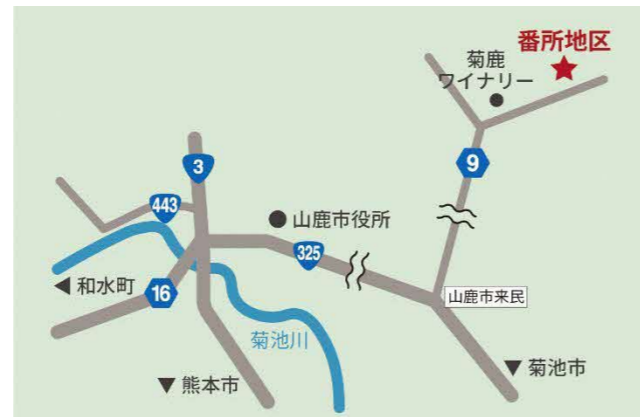 番所地区
菊鹿
ワイナリー
9
3
443
山鹿市役所
325
和水町
16
山鹿市来民
菊池川
菊池市
熊本市